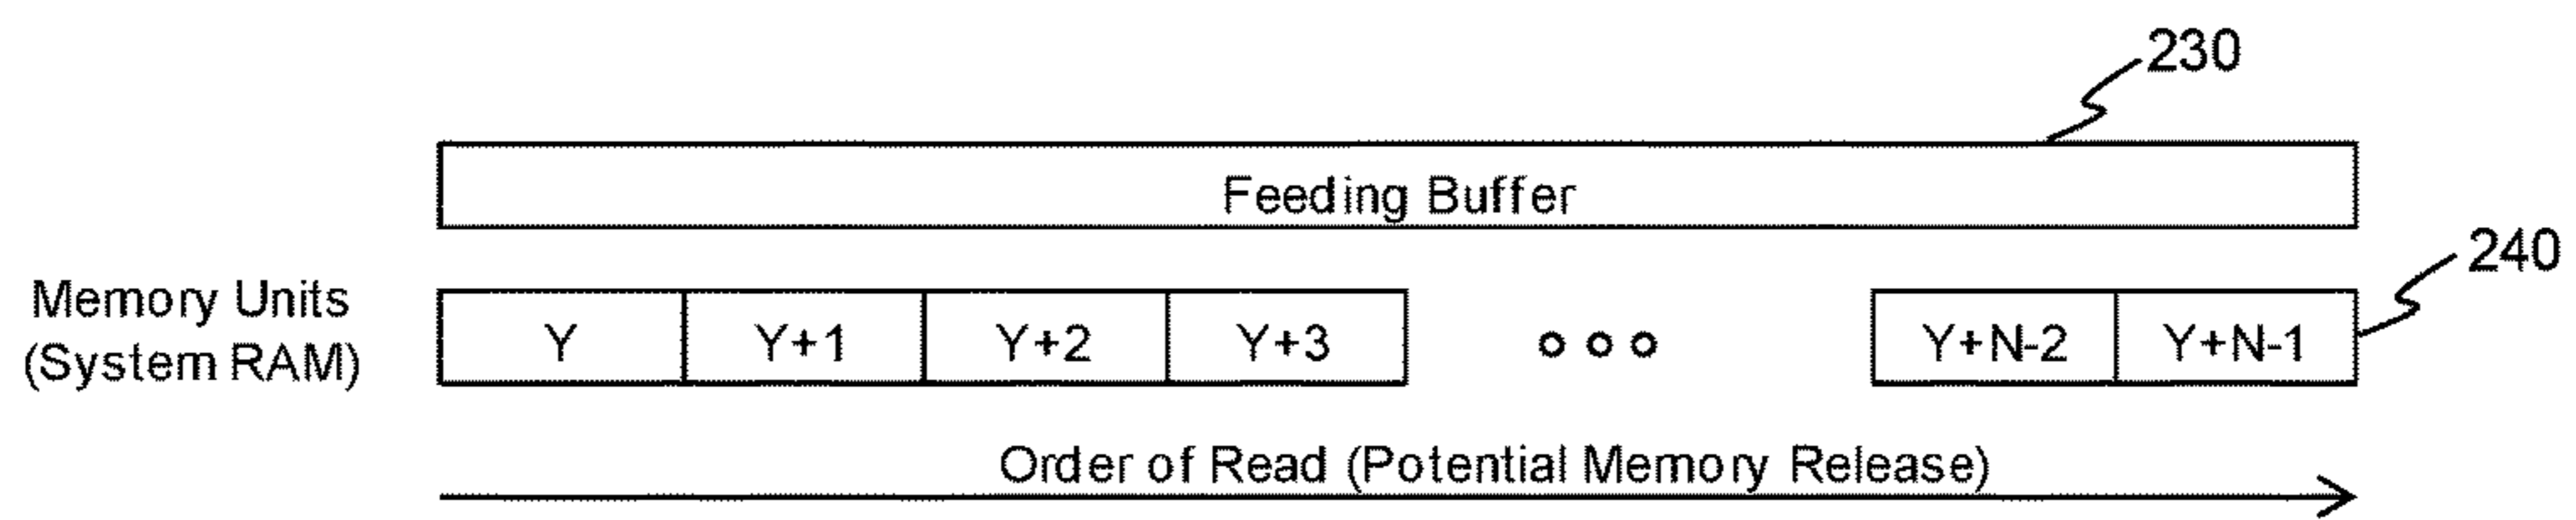 230
Feeding Buffer
240
Memory Units
(System RAM)
Y Y+1 Y+2 Y+3 Y+N-2 Y+N-1
Order of Read (Potential Memory Release)